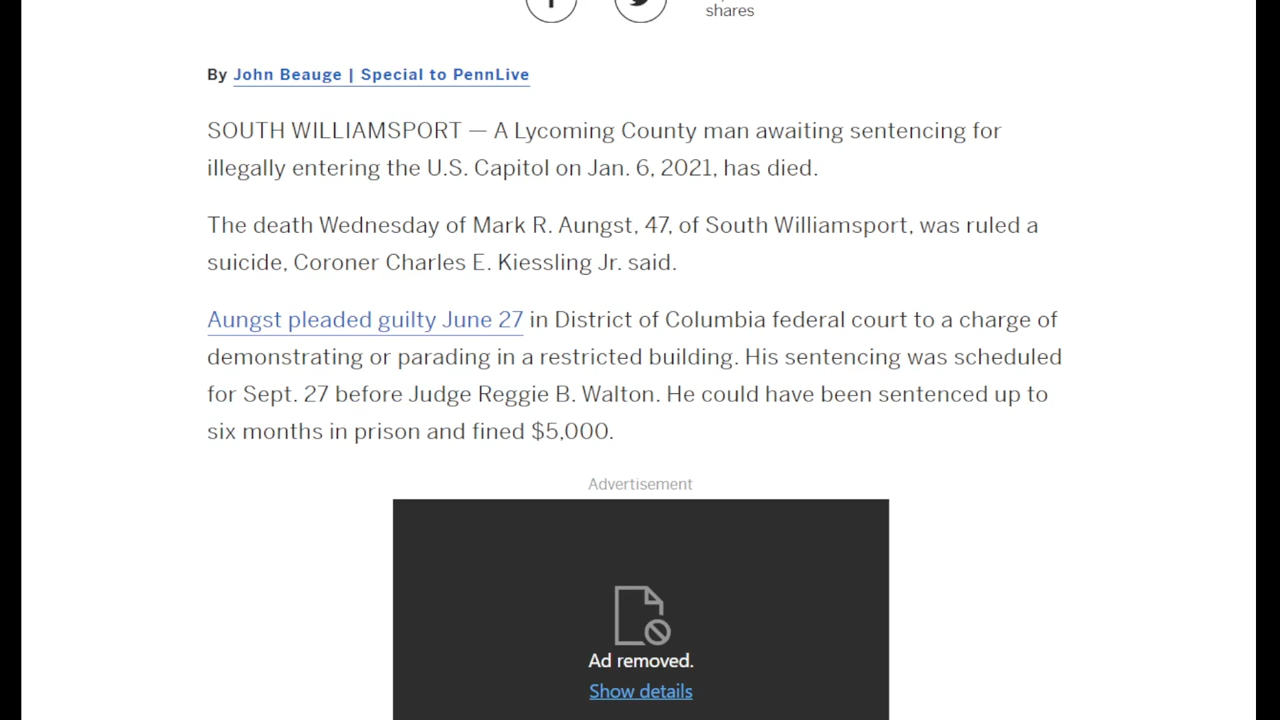 shares
By John Beauge | Special to PennLive
SOUTH WILLIAMSPORT — A Lycoming County man awaiting sentencing for
illegally entering the U.S. Capitol on Jan. 6, 2021, has died.
The death Wednesday of Mark R. Aungst, 47, of South Williamsport, was ruled a
suicide, Coroner Charles E. Kiessling Jr. said.
Aungst pleaded guilty June 27 in District of Columbia federal court to a charge of
demonstrating or parading in a restricted building. His sentencing was scheduled
for Sept. 27 before Judge Reggie B. Walton. He could have been sentenced up to
six months in prison and fined $5,000.
Advertisement
Ad removed.
Show details